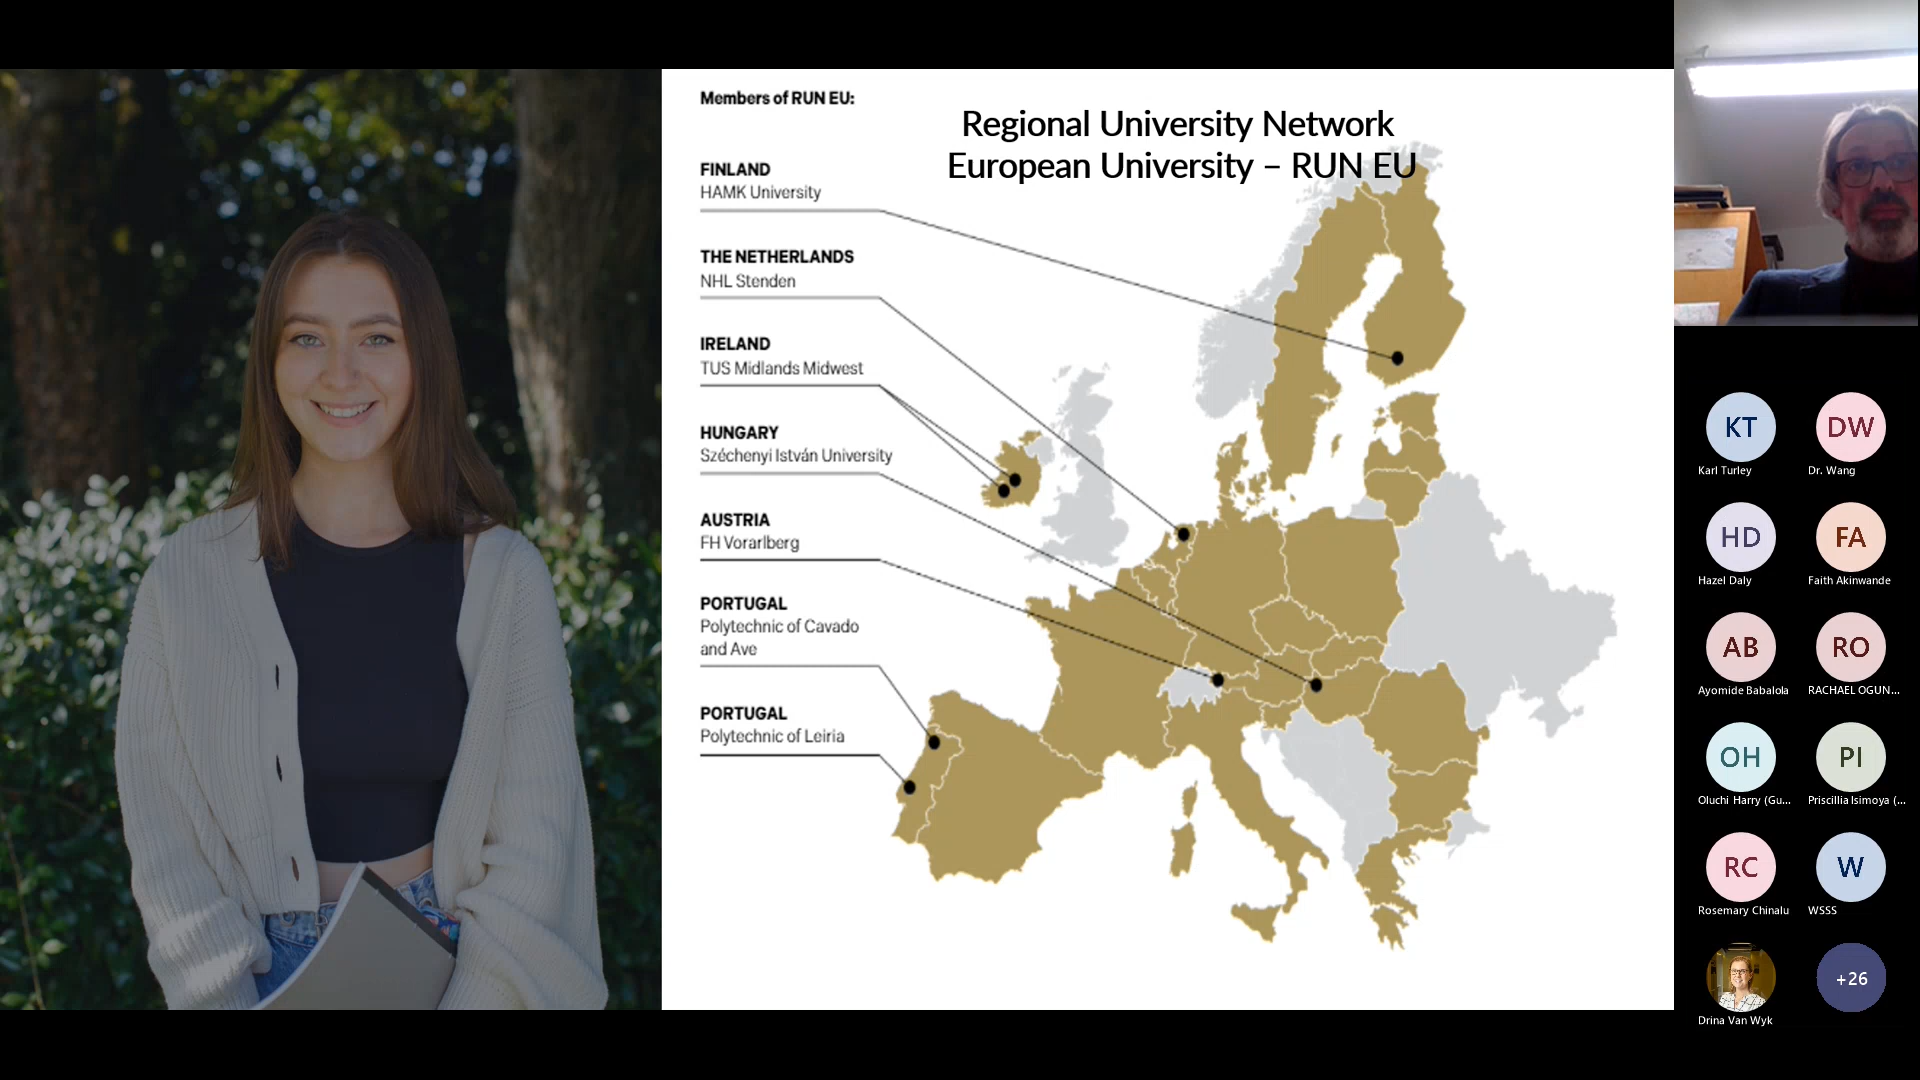 Members of RUN EU:
Regional University Network
European University – RUN EU
FINLAND
HAMK University
THE NETHERLANDS
NHL Stenden
IRELAND
TUS Midlands Midwest
HUNGARY
Széchenyi István University
AUSTRIA
FH Vorarlberg
PORTUGAL
Polytechnic of Cavado
and Ave
PORTUGAL
Polytechnic of Leiria
KT
Karl Turley
DW
Dr. Wang
HD
Hazel Daly
FA
Faith Akinwande
AB
Ayomide Babalola
RO
RACHAEL OGUN...
OH
Oluchi Harry (Gu...
PI
Priscillia Isimoya (...
RC
Rosemary Chinalu
W
WSSS
Drina Van Wyk
+26